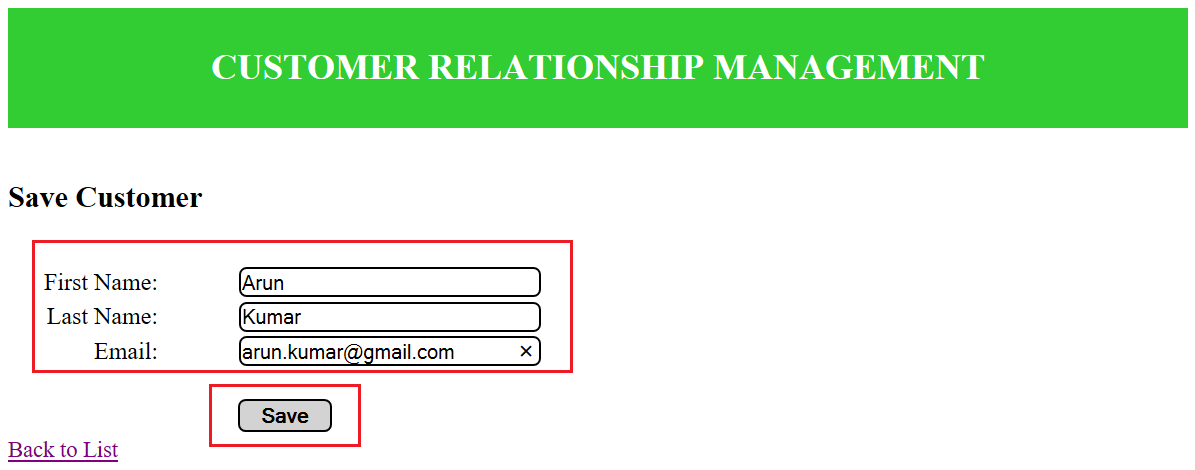 CUSTOMER RELATIONSHIP MANAGEMENT
Save Customer
First Name: Arun
Last Name: Kumar
Email: arun.kumar@gmail.com ×
Save
Back to List